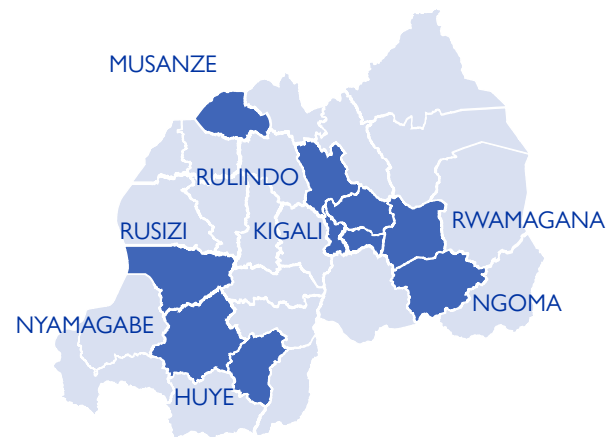 MUSANZE
RULINDO
RUSIZI
KIGALI
RWAMAGANA
NGOMA
NYAMAGABE
HUYE